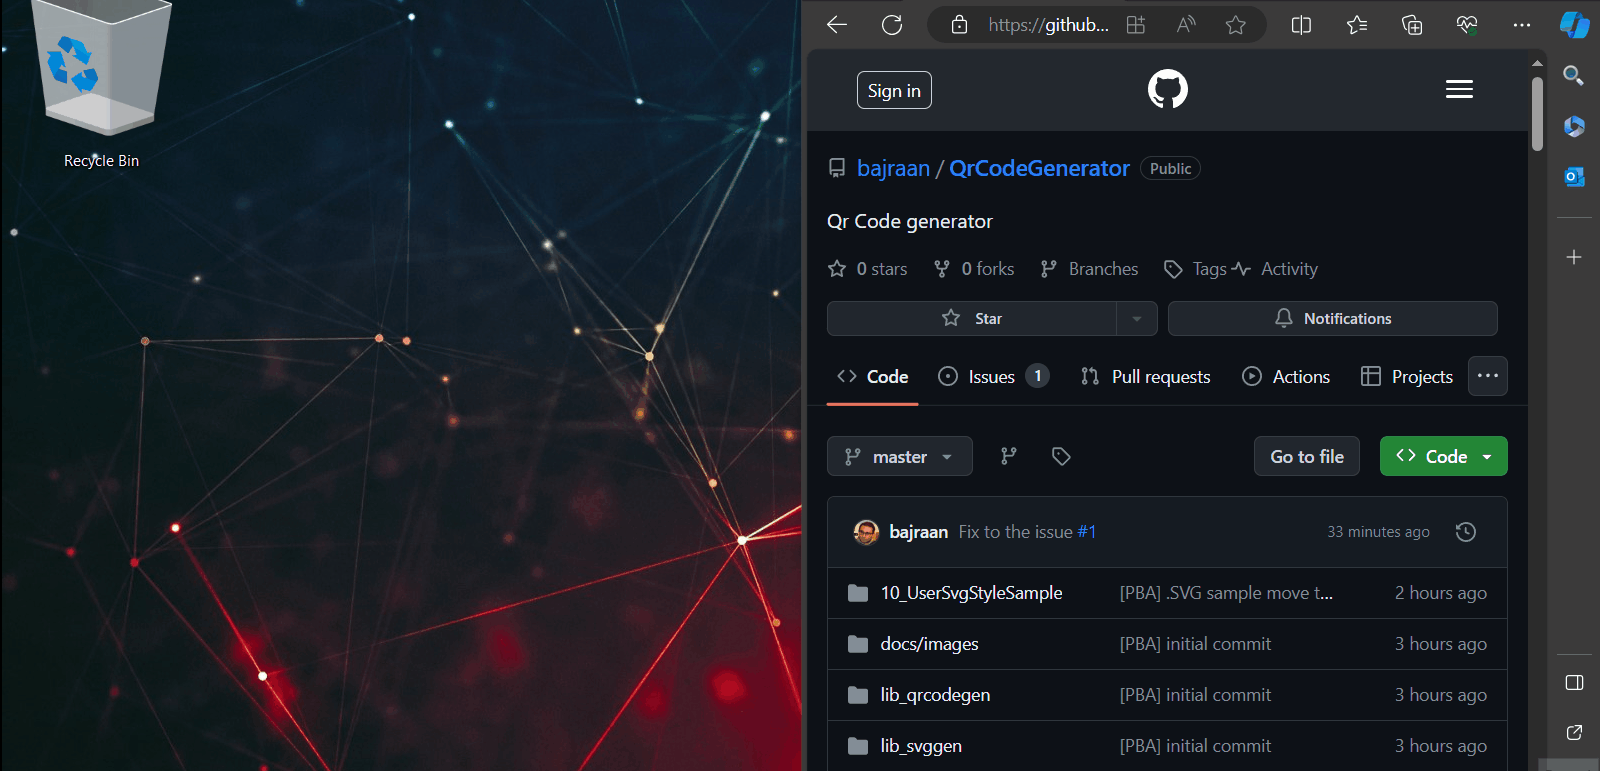 Recycle Bin
https://github...
Sign in
bajraan / QrCodeGenerator Public
Qr Code generator
0 stars 0 forks Branches Tags Activity
Star Notifications
Code Issues 1 Pull requests Actions Projects ...
master Go to file Code
bajraan Fix to the issue #1 33 minutes ago
10_UserSvgStyleSample [PBA] .SVG sample move t... 2 hours ago
docs/images [PBA] initial commit 3 hours ago
lib_qrcodegen [PBA] initial commit 3 hours ago
lib_svggen [PBA] initial commit 3 hours ago